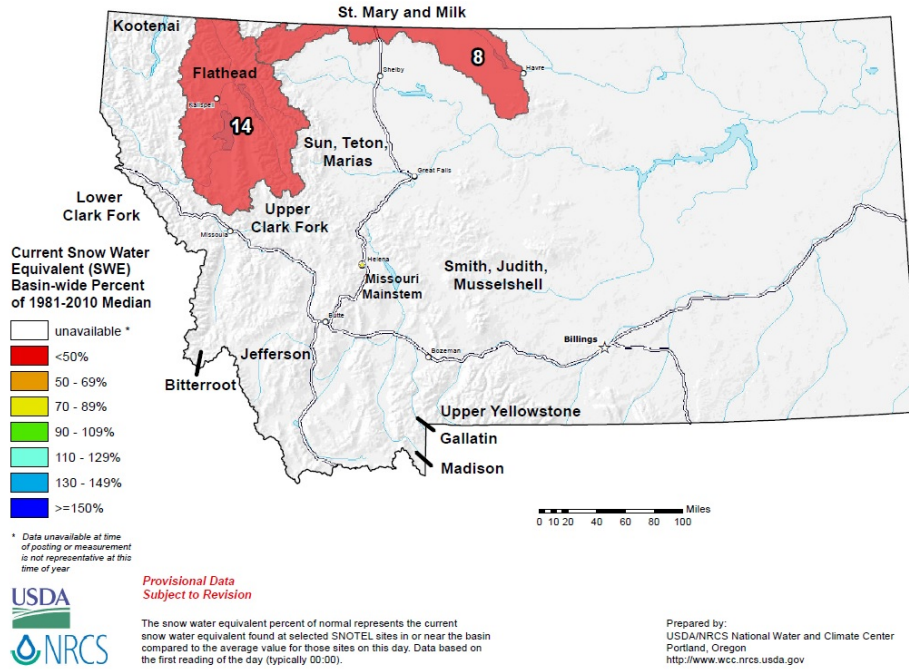 St. Mary and Milk
Kootenai
8
Shelby
Havre
Flathead
Kalispell
14
Sun, Teton,
Marias
Great Falls
Lower
Clark Fork
Upper
Clark Fork
Missoula
Current Snow Water
Equivalent (SWE)
Basin-wide Percent
of 1981-2010 Median
Helena
Missouri
Mainstem
Smith, Judith,
Musselshell
unavailable *
<50%
50 - 69%
70 - 89%
90 - 109%
110 - 129%
130 - 149%
>=150%
Butte
Billings
Jefferson
Bozeman
Bitterroot
Upper Yellowstone
Gallatin
Madison
Miles
0 10 20 40 60 80 100
* Data unavailable at time
of posting or measurement
is not representative at this
time of year
USDA
NRCS
Provisional Data
Subject to Revision
The snow water equivalent percent of normal represents the current
snow water equivalent found at selected SNOTEL sites in or near the basin
compared to the average value for those sites on this day. Data based on
the first reading of the day (typically 00:00).
Prepared by:
USDA/NRCS National Water and Climate Center
Portland, Oregon
http://www.wcc.nrcs.usda.gov